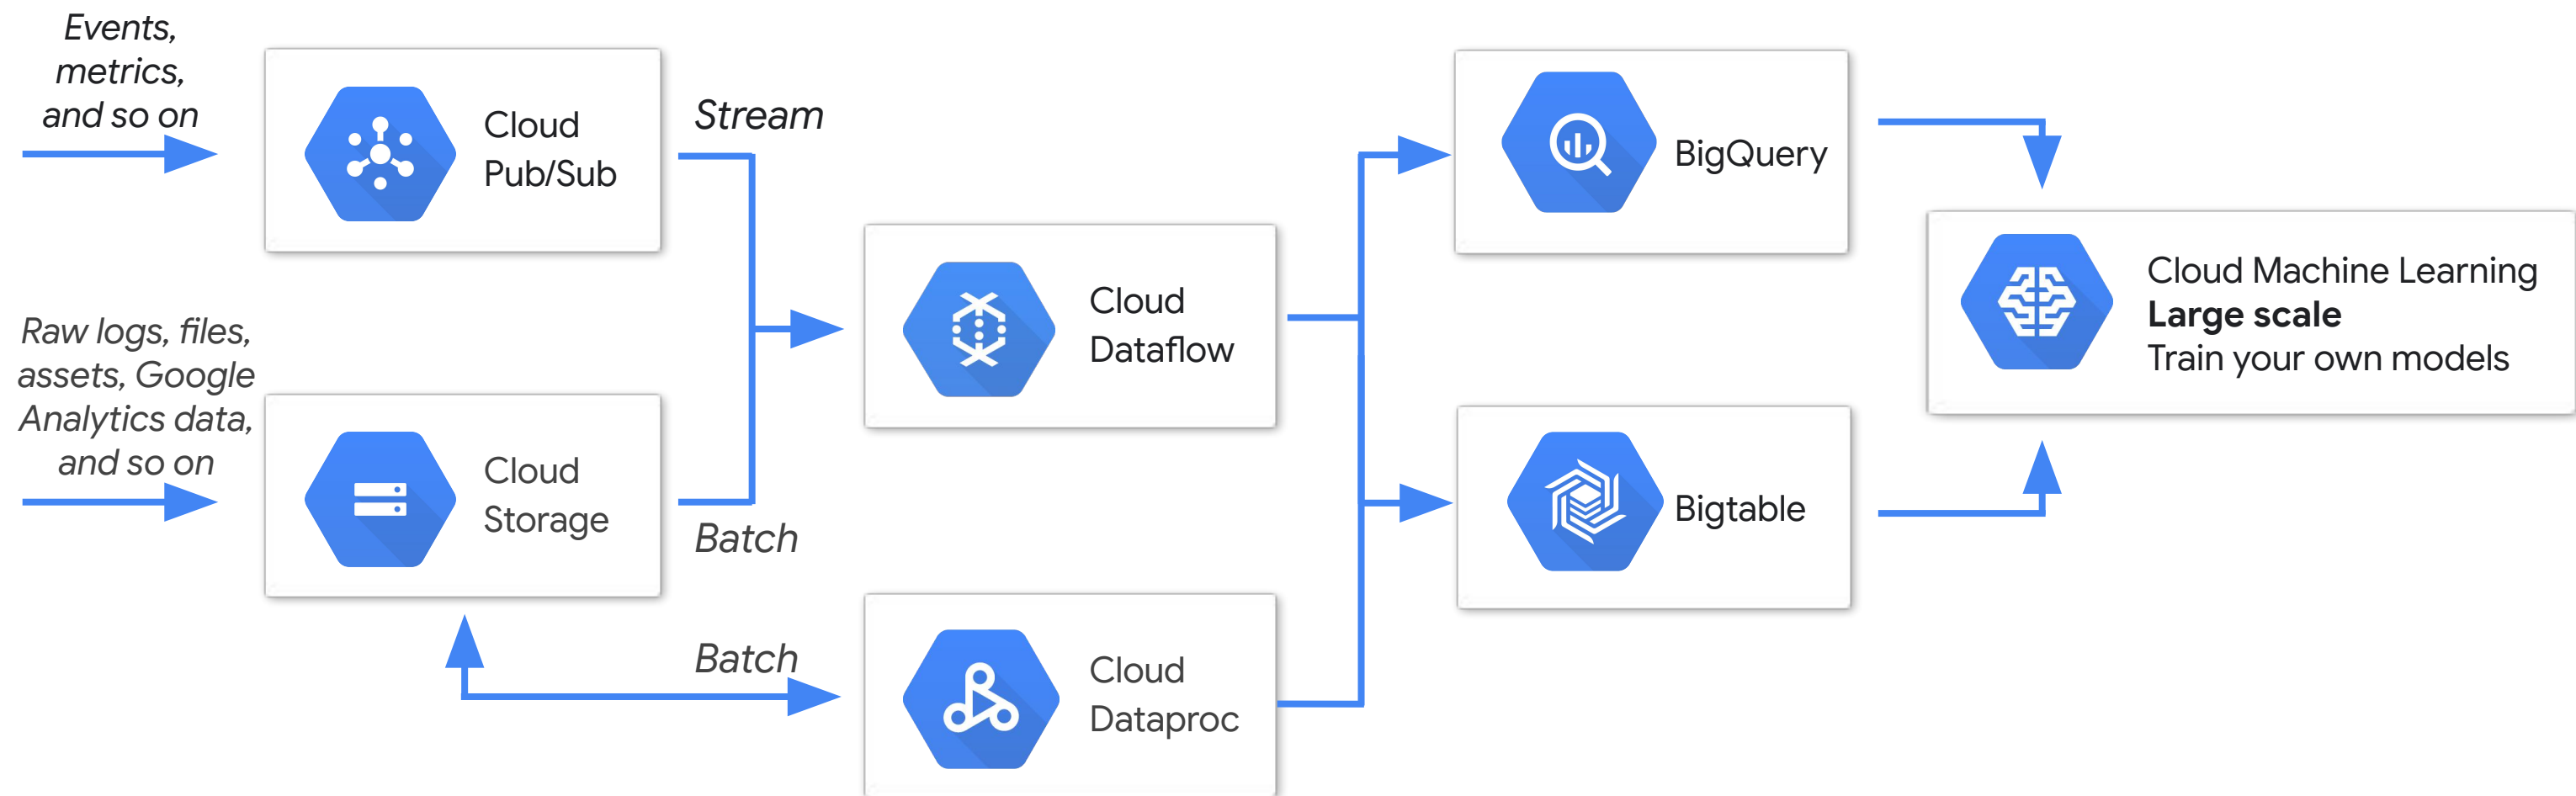 Events,
metrics,
and so on
Cloud
Pub/Sub
Stream
Raw logs, files,
assets, Google
Analytics data,
and so on
Cloud
Storage
Batch
Batch
Cloud
Dataflow
Cloud
Dataproc
BigQuery
Bigtable
Cloud Machine Learning
Large scale
Train your own models